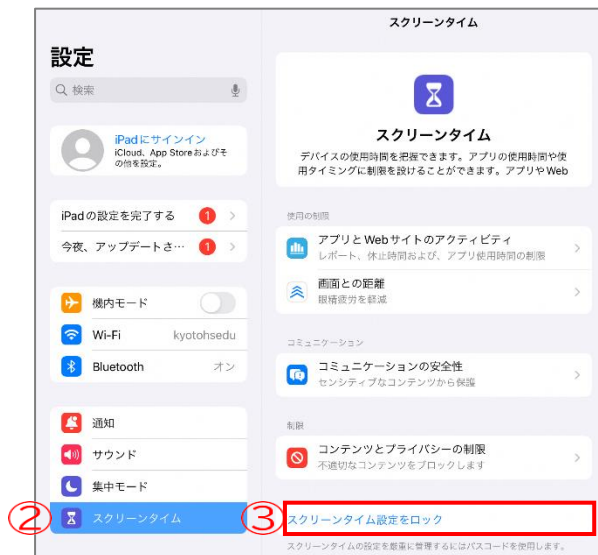 設定
検索
iPadにサインイン
iCloud、App Storeおよびそ
の他を設定。
iPadの設定を完了する 1
今夜、アップデートさ… 1
機内モード
Wi-Fi kyotohsedu
Bluetooth オン
通知
サウンド
集中モード
② スクリーンタイム
スクリーンタイム
スクリーンタイム
デバイスの使用時間を把握できます。アプリの使用時間や使
用タイミングに制限を設けることができます。アプリやWeb
使用の制限
アプリとWebサイトのアクティビティ
レポート、休止時間および、アプリ使用時間の制限
画面との距離
眼精疲労を軽減
コミュニケーション
コミュニケーションの安全性
センシティブなコンテンツから保護
制限
コンテンツとプライバシーの制限
不適切なコンテンツをブロックします
③ スクリーンタイム設定をロック
スクリーンタイムの設定を厳重に管理するにはパスコードを使用します。